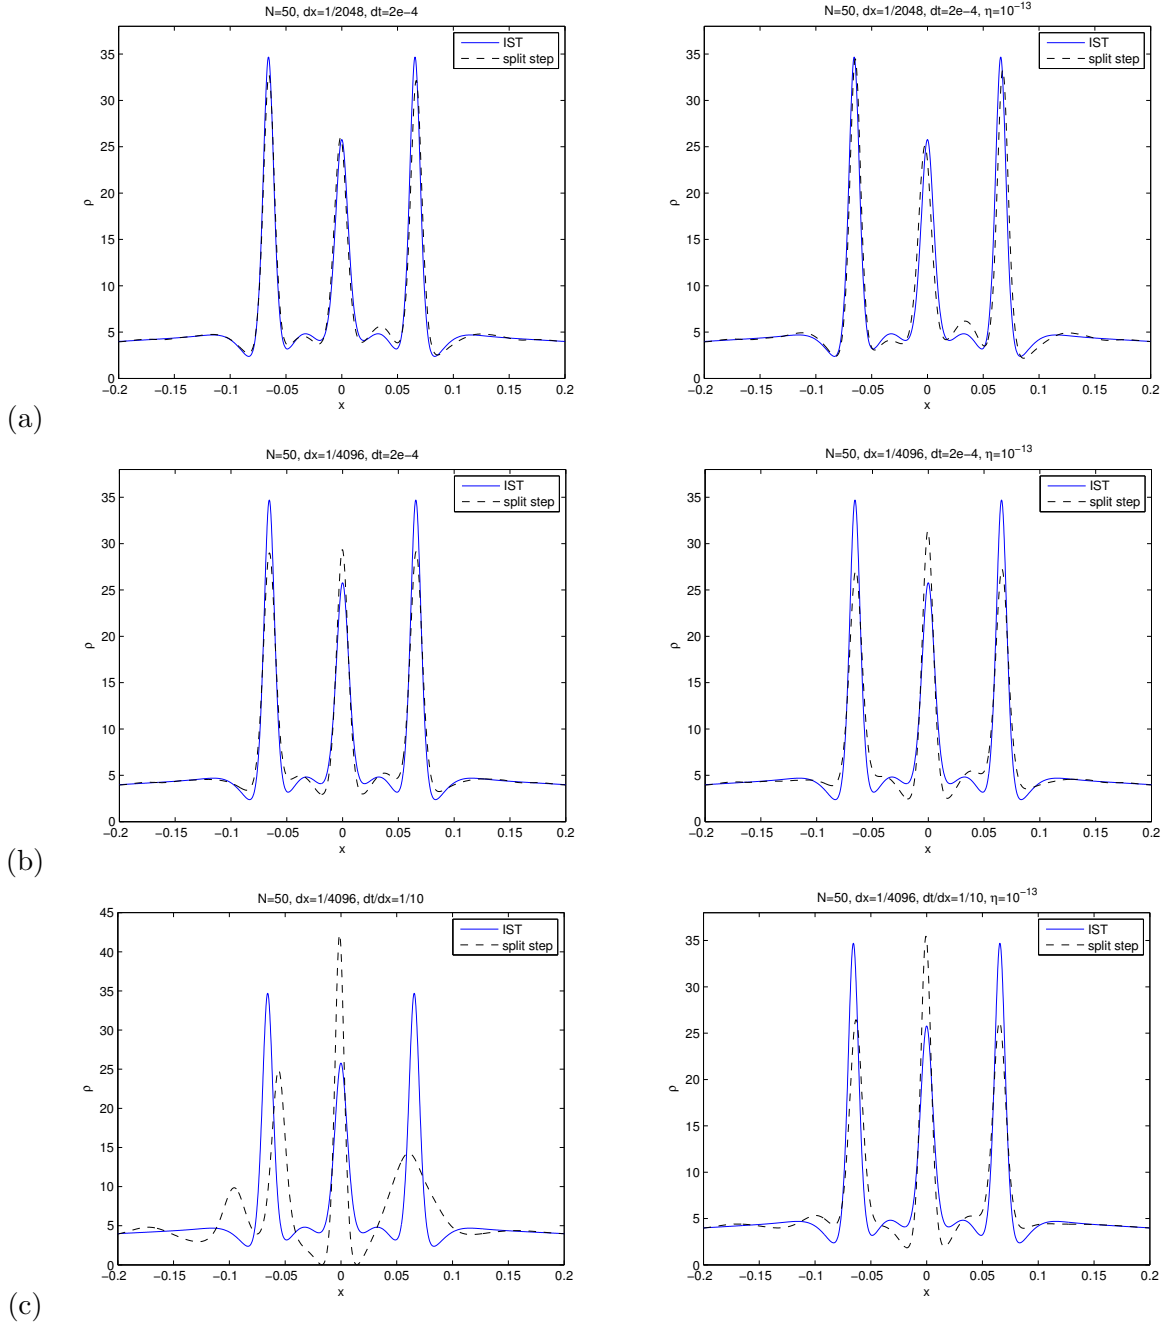 N=50, dx=1/2048, dt=2e−4
IST
split step
35
30
25
20
15
10
5
0
ρ
−0.2 −0.15 −0.1 −0.05 0 0.05 0.1 0.15 0.2
x
N=50, dx=1/2048, dt=2e−4, η=10^−13
IST
split step
35
30
25
20
15
10
5
0
ρ
−0.2 −0.15 −0.1 −0.05 0 0.05 0.1 0.15 0.2
x
(a)
N=50, dx=1/4096, dt=2e−4
IST
split step
35
30
25
20
15
10
5
0
ρ
−0.2 −0.15 −0.1 −0.05 0 0.05 0.1 0.15 0.2
x
N=50, dx=1/4096, dt=2e−4, η=10^−13
IST
split step
35
30
25
20
15
10
5
0
ρ
−0.2 −0.15 −0.1 −0.05 0 0.05 0.1 0.15 0.2
x
(b)
N=50, dx=1/4096, dt/dx=1/10
IST
split step
45
40
35
30
25
20
15
10
5
0
ρ
−0.2 −0.15 −0.1 −0.05 0 0.05 0.1 0.15 0.2
x
N=50, dx=1/4096, dt/dx=1/10, η=10^−13
IST
split step
35
30
25
20
15
10
5
0
ρ
−0.2 −0.15 −0.1 −0.05 0 0.05 0.1 0.15 0.2
x
(c)